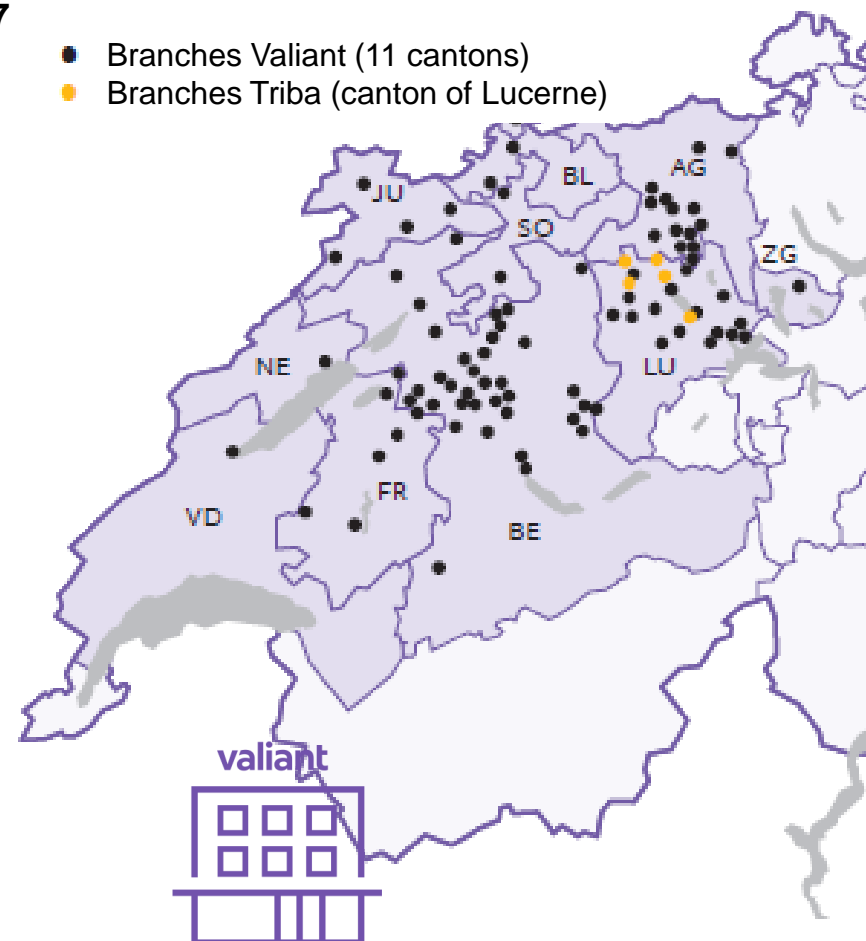 7
Branches Valiant (11 cantons)
Branches Triba (canton of Lucerne)
BL
AG
JU
SO
ZG
NE
LU
FR
VD
BE
valiant